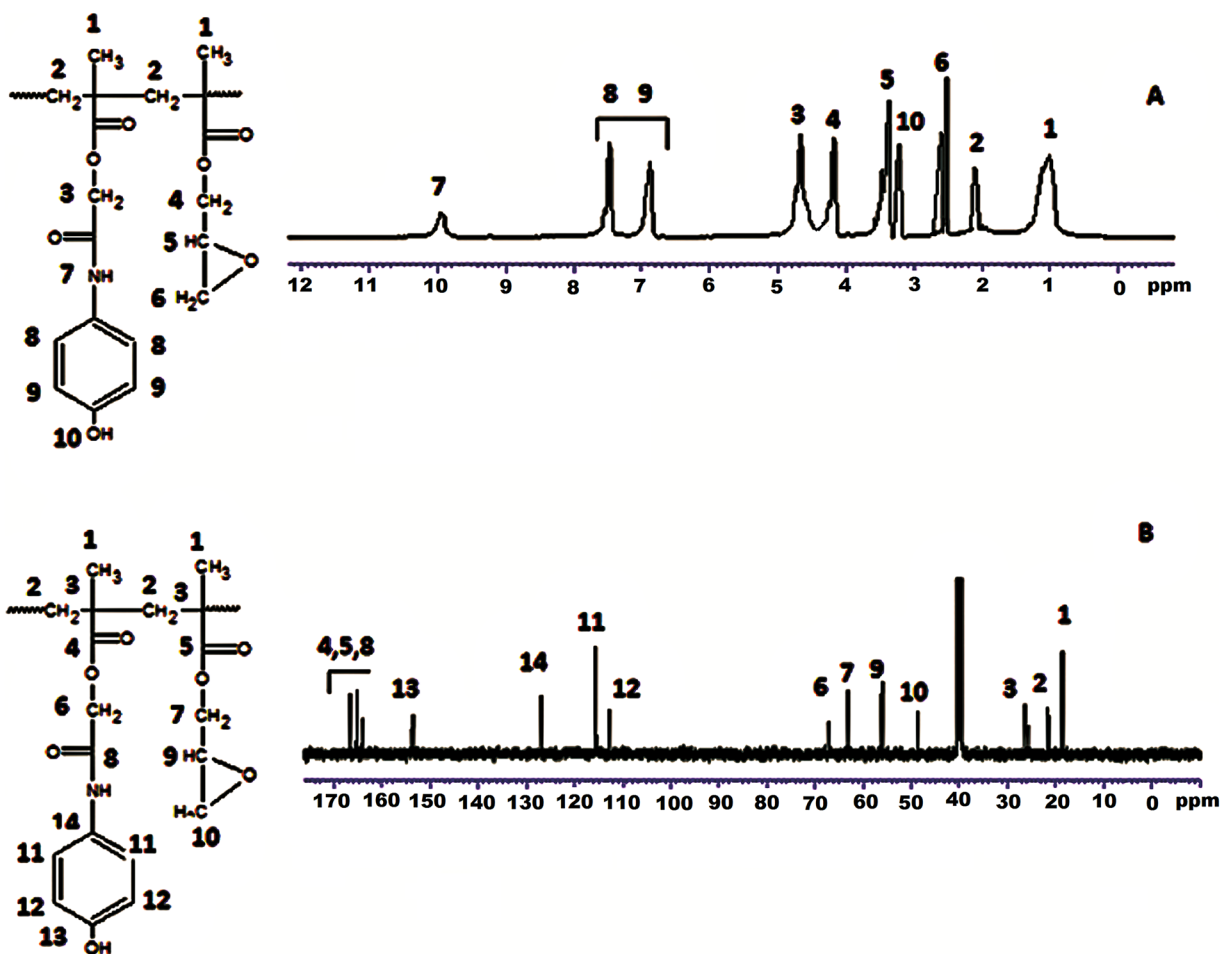 1 1
CH3 CH3
2 2
CH2 CH2
O O
O O
3 CH2 4 CH2
O 5 HC O
7 NH
6 H2C
8 8
9 9
10 OH
A
7 8 9 3 4 5 10 6 2 1
12 11 10 9 8 7 6 5 4 3 2 1 0 ppm
1 1
CH3 CH3
2 3 2 3
CH2 CH2
4 O 5 O
O O
6 CH2 7 CH2
O 8 9 HC O
NH
10
14
11 11
12 12
13 OH
B
4,5,8 13 14 11 12 6 7 9 10 3 2 1
170 160 150 140 130 120 110 100 90 80 70 60 50 40 30 20 10 0 ppm